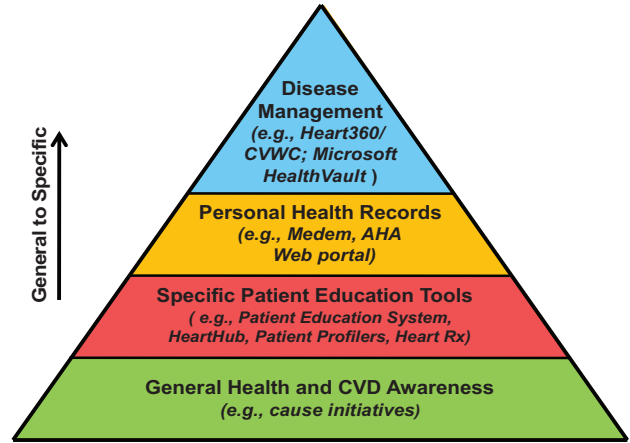 General to Specific
Disease
Management
(e.g., Heart360/
CVWC; Microsoft
HealthVault )
Personal Health Records
(e.g., Medem, AHA
Web portal)
Specific Patient Education Tools
( e.g., Patient Education System,
HeartHub, Patient Profilers, Heart Rx)
General Health and CVD Awareness
(e.g., cause initiatives)